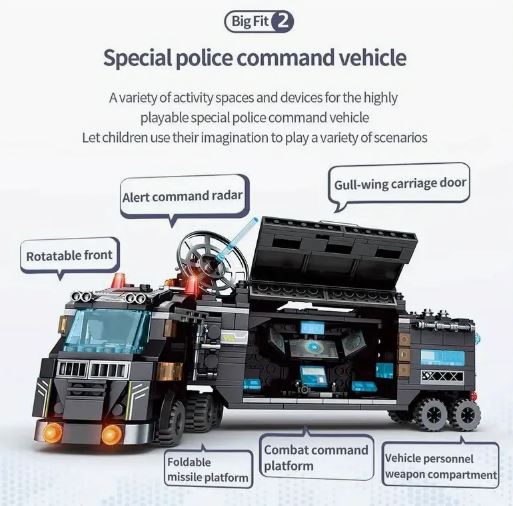 Big Fit 2
Special police command vehicle
A variety of activity spaces and devices for the highly
playable special police command vehicle
Let children use their imagination to play a variety of scenarios
Gull-wing carriage door
Alert command radar
Rotatable front
Foldable
missile platform
Combat command
platform
Vehicle personnel
weapon compartment